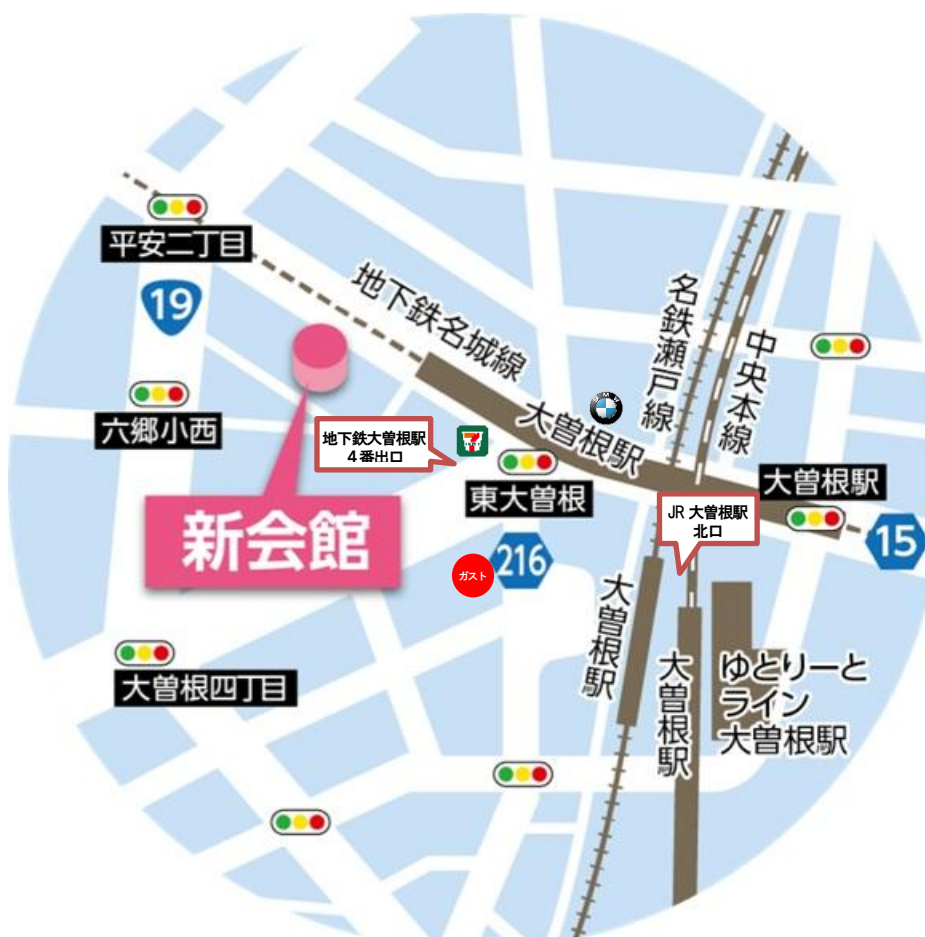 平安二丁目
19
地下鉄名城線
名鉄瀬戸線
中央本線
六郷小西
地下鉄大曽根駅
4番出口
7
ELEVEN
BMW
大曽根駅
東大曽根
大曽根駅
新会館
JR 大曽根駅
北口
15
ガスト
216
大曽根駅
大曽根四丁目
大曽根駅
ゆとりーと
ライン
大曽根駅